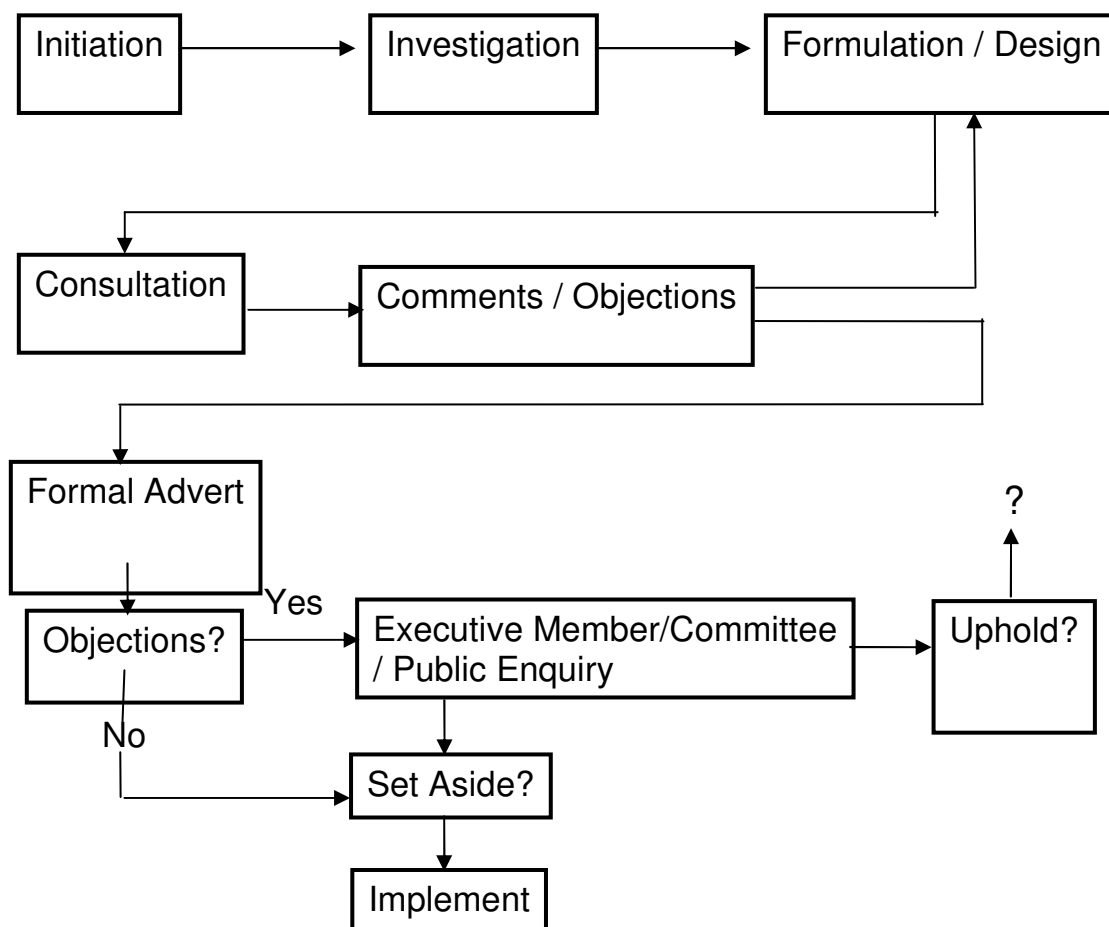 Initiation
Investigation
Formulation / Design
Consultation
Comments / Objections
Formal Advert
?
Yes
Objections?
Executive Member/Committee
/ Public Enquiry
Uphold?
No
Set Aside?
Implement